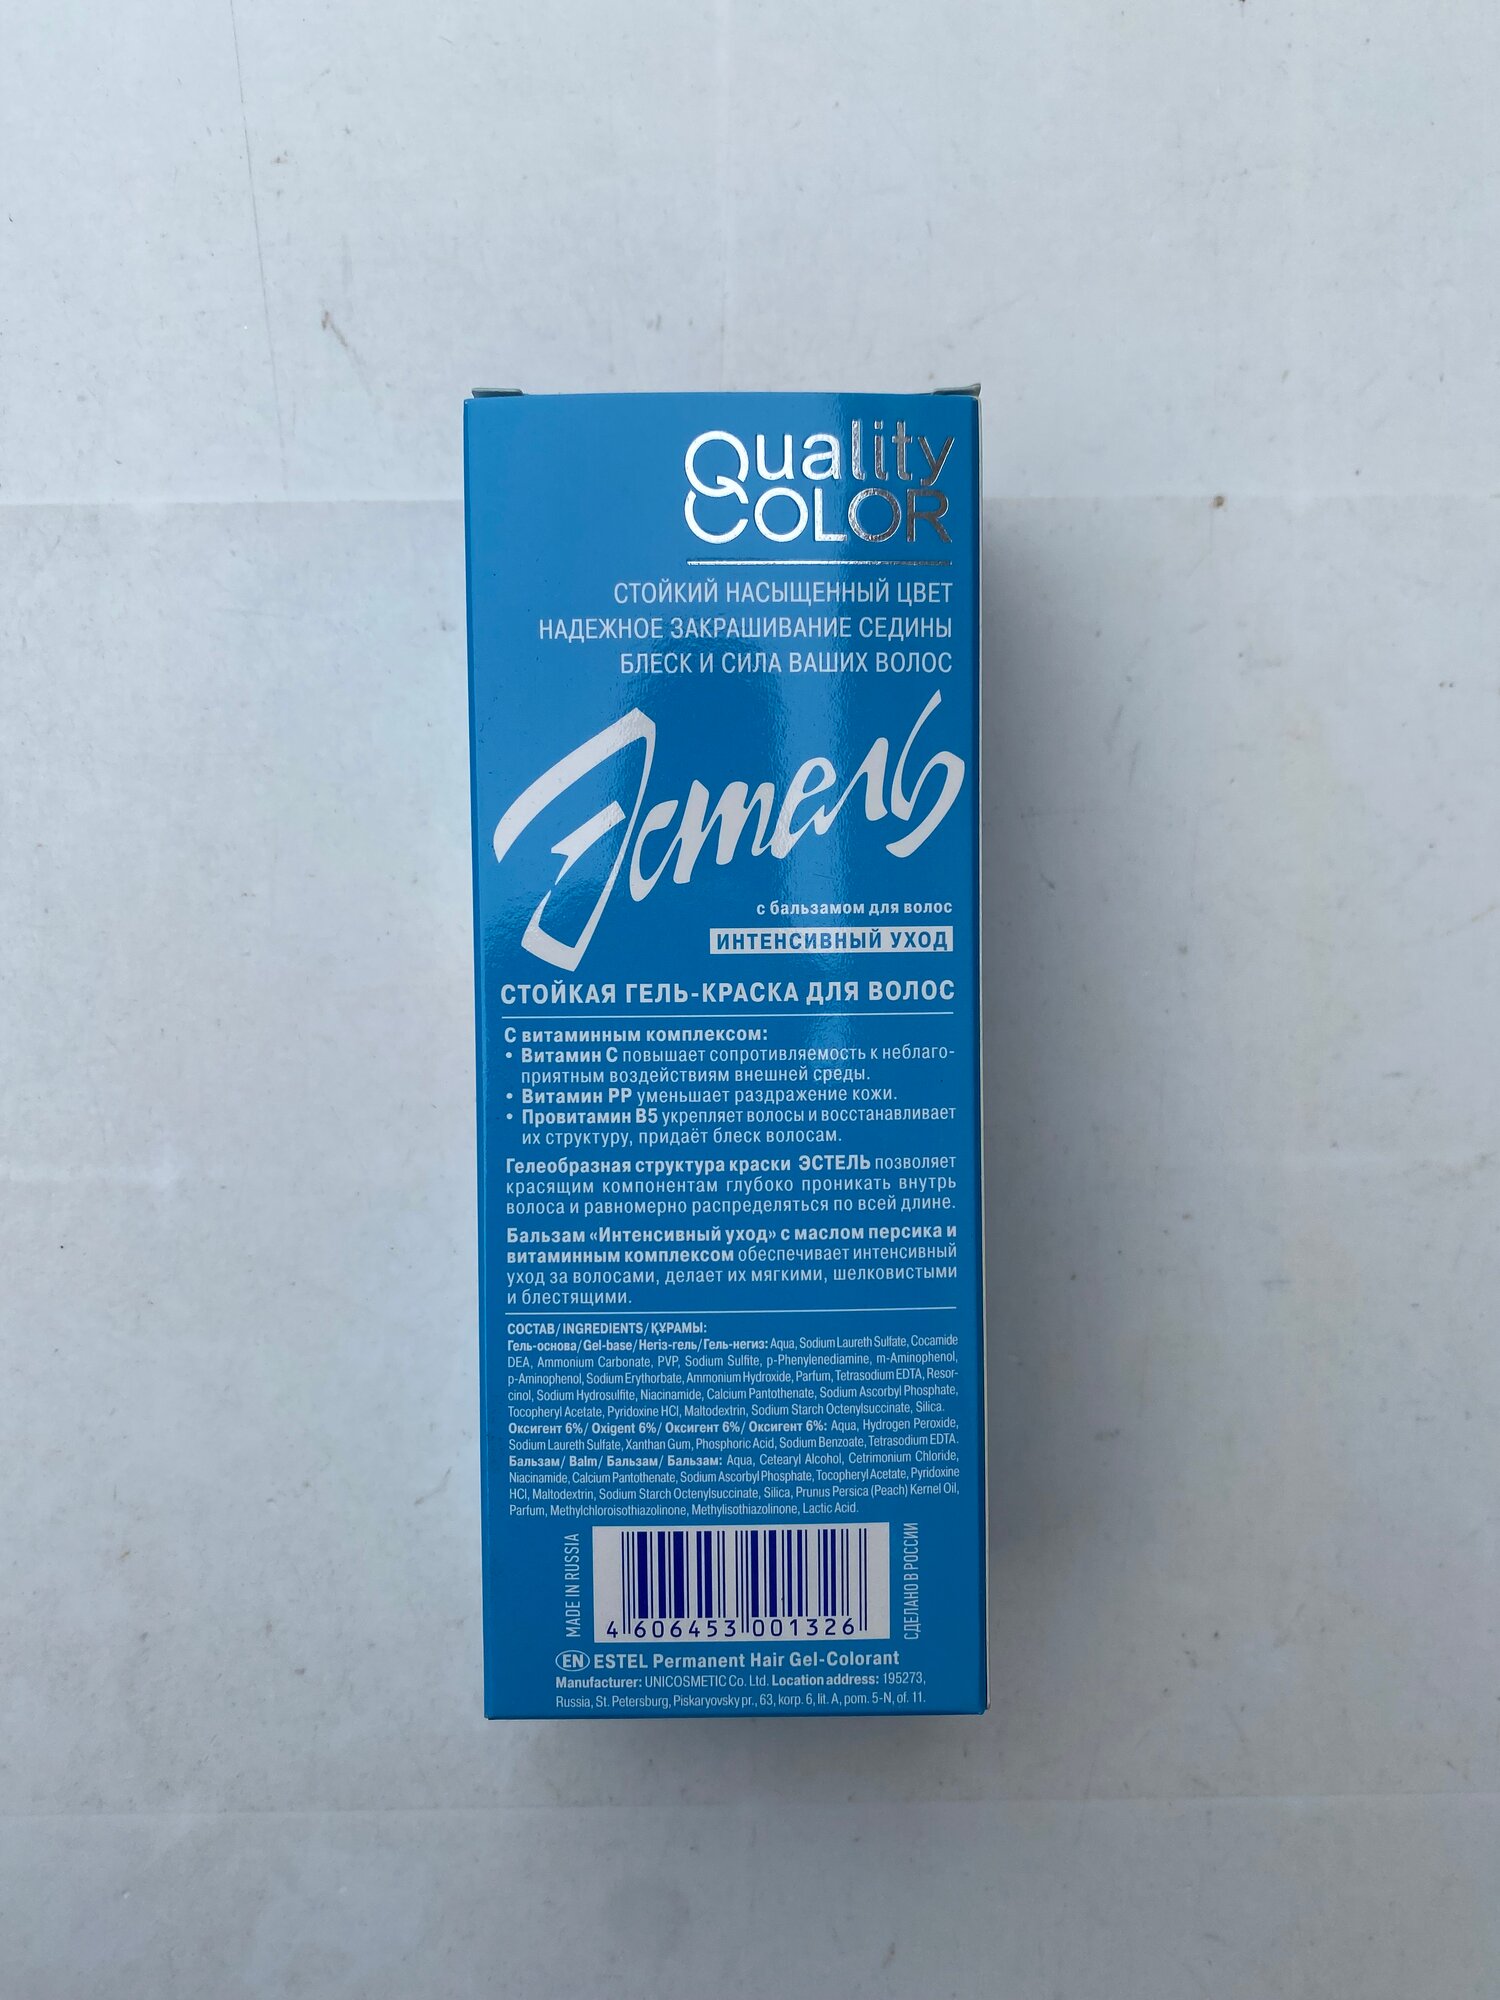 Quality
COLOR
СТОЙКИЙ НАСЫЩЕННЫЙ ЦВЕТ
НАДЕЖНОЕ ЗАКРАШИВАНИЕ СЕДИНЫ
БЛЕСК И СИЛА ВАШИХ ВОЛОС
Эстель
с бальзамом для волос
ИНТЕНСИВНЫЙ УХОД
СТОЙКАЯ ГЕЛЬ-КРАСКА ДЛЯ ВОЛОС
С витаминным комплексом:
• Витамин С повышает сопротивляемость к неблаго-
приятным воздействиям внешней среды.
• Витамин РР уменьшает раздражение кожи.
• Провитамин В5 укрепляет волосы и восстанавливает
их структуру, придаёт блеск волосам.
Гелеобразная структура краски ЭСТЕЛЬ позволяет
красящим компонентам глубоко проникать внутрь
волоса и равномерно распределяться по всей длине.
Бальзам «Интенсивный уход» с маслом персика и
витаминным комплексом обеспечивает интенсивный
уход за волосами, делает их мягкими, шелковистыми
и блестящими.
СОСТАВ/INGREDIENTS/ҚҰРАМЫ:
Гель-основа/Gel-base/Негіз-гель/Гель-негиз: Aqua, Sodium Laureth Sulfate, Cocamide
DEA, Ammonium Carbonate, PVP, Sodium Sulfite, p-Phenylenediamine, m-Aminophenol,
p-Aminophenol, Sodium Erythorbate, Ammonium Hydroxide, Parfum, Tetrasodium EDTA, Resor-
cinol, Sodium Hydrosulfite, Niacinamide, Calcium Pantothenate, Sodium Ascorbyl Phosphate,
Tocopheryl Acetate, Pyridoxine HCl, Maltodextrin, Sodium Starch Octenylsuccinate, Silica.
Оксигент 6%/ Oxigent 6%/ Оксигент 6%/ Оксигент 6%: Aqua, Hydrogen Peroxide,
Sodium Laureth Sulfate, Xanthan Gum, Phosphoric Acid, Sodium Benzoate, Tetrasodium EDTA.
Бальзам/ Balm/ Бальзам/ Бальзам: Aqua, Cetearyl Alcohol, Cetrimonium Chloride,
Niacinamide, Calcium Pantothenate, Sodium Ascorbyl Phosphate, Tocopheryl Acetate, Pyridoxine
HCl, Maltodextrin, Sodium Starch Octenylsuccinate, Silica, Prunus Persica (Peach) Kernel Oil,
Parfum, Methylchloroisothiazolinone, Methylisothiazolinone, Lactic Acid.
MADE IN RUSSIA
4 606453 001326
СДЕЛАНО В РОССИИ
EN ESTEL Permanent Hair Gel-Colorant
Manufacturer: UNICOSMETIC Co. Ltd. Location address: 195273,
Russia, St. Petersburg, Piskaryovsky pr., 63, korp. 6, lit. A, pom. 5-N, of. 11.